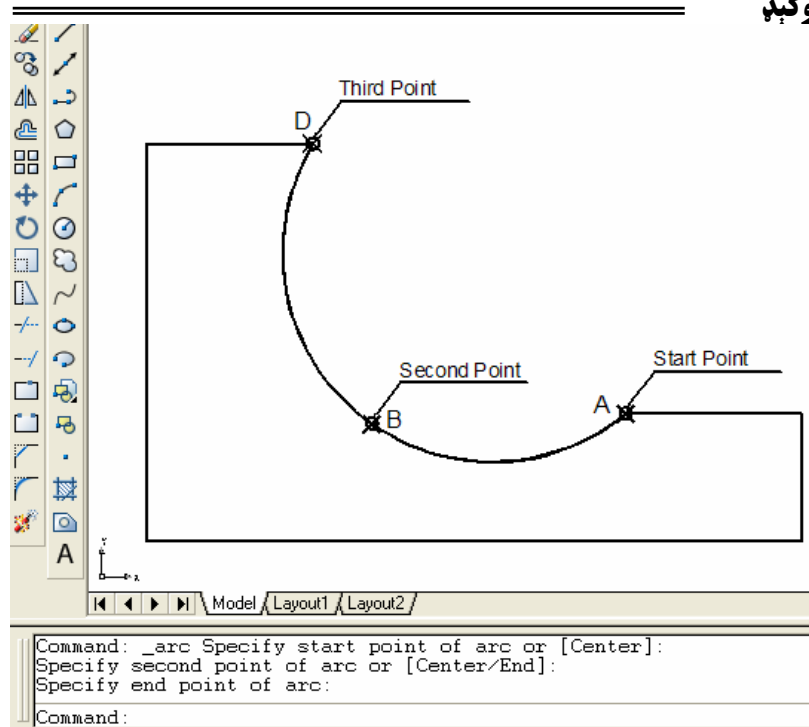 Third Point
D
Second Point
Start Point
B
A
A
Model Layout1 Layout2
Command: _arc Specify start point of arc or [Center]:
Specify second point of arc or [Center/End]:
Specify end point of arc:
Command: